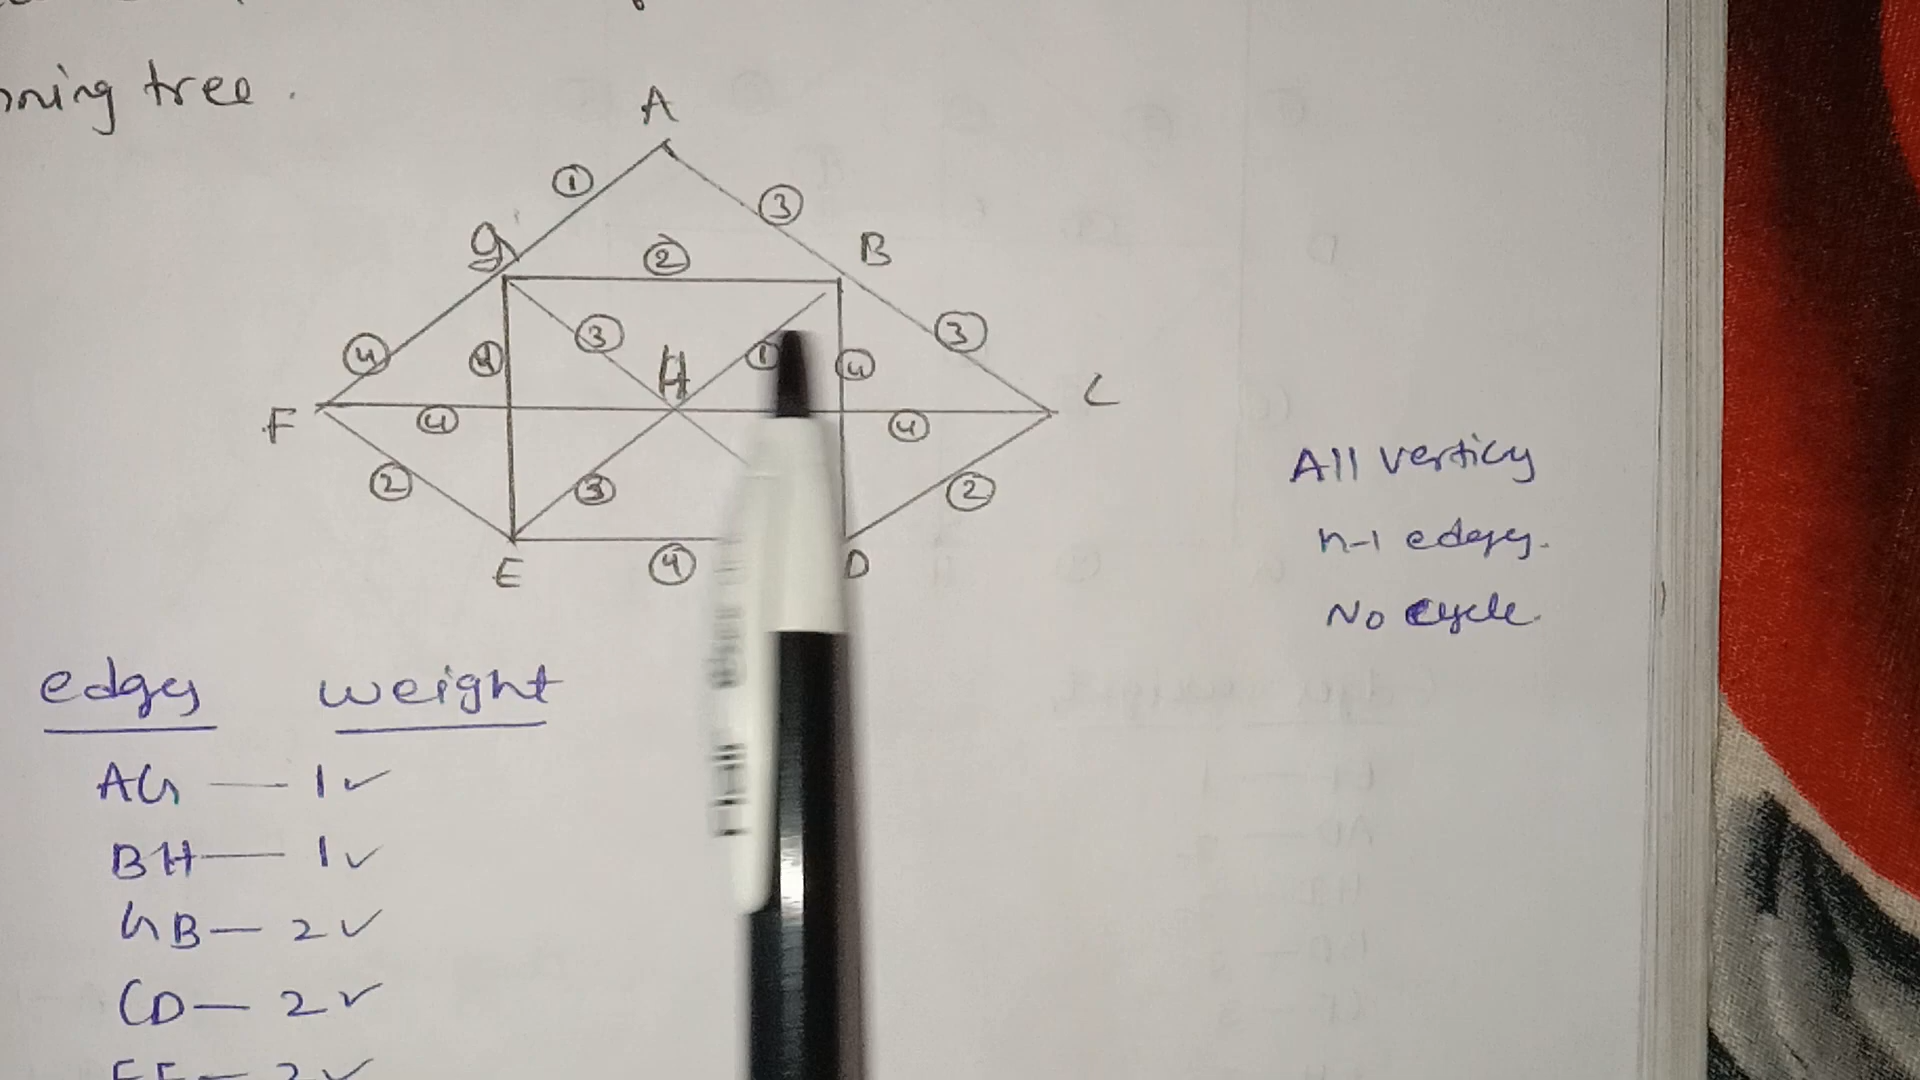 ning tree.
A
1
3
G
B
2
3
3
H
1
4
4
F
4
4
C
2
3
2
E
4
D
All verticy
n-1 edges.
No cycle.
edges weight
AG — 1 ✓
BH — 1 ✓
GB — 2 ✓
CD — 2 ✓